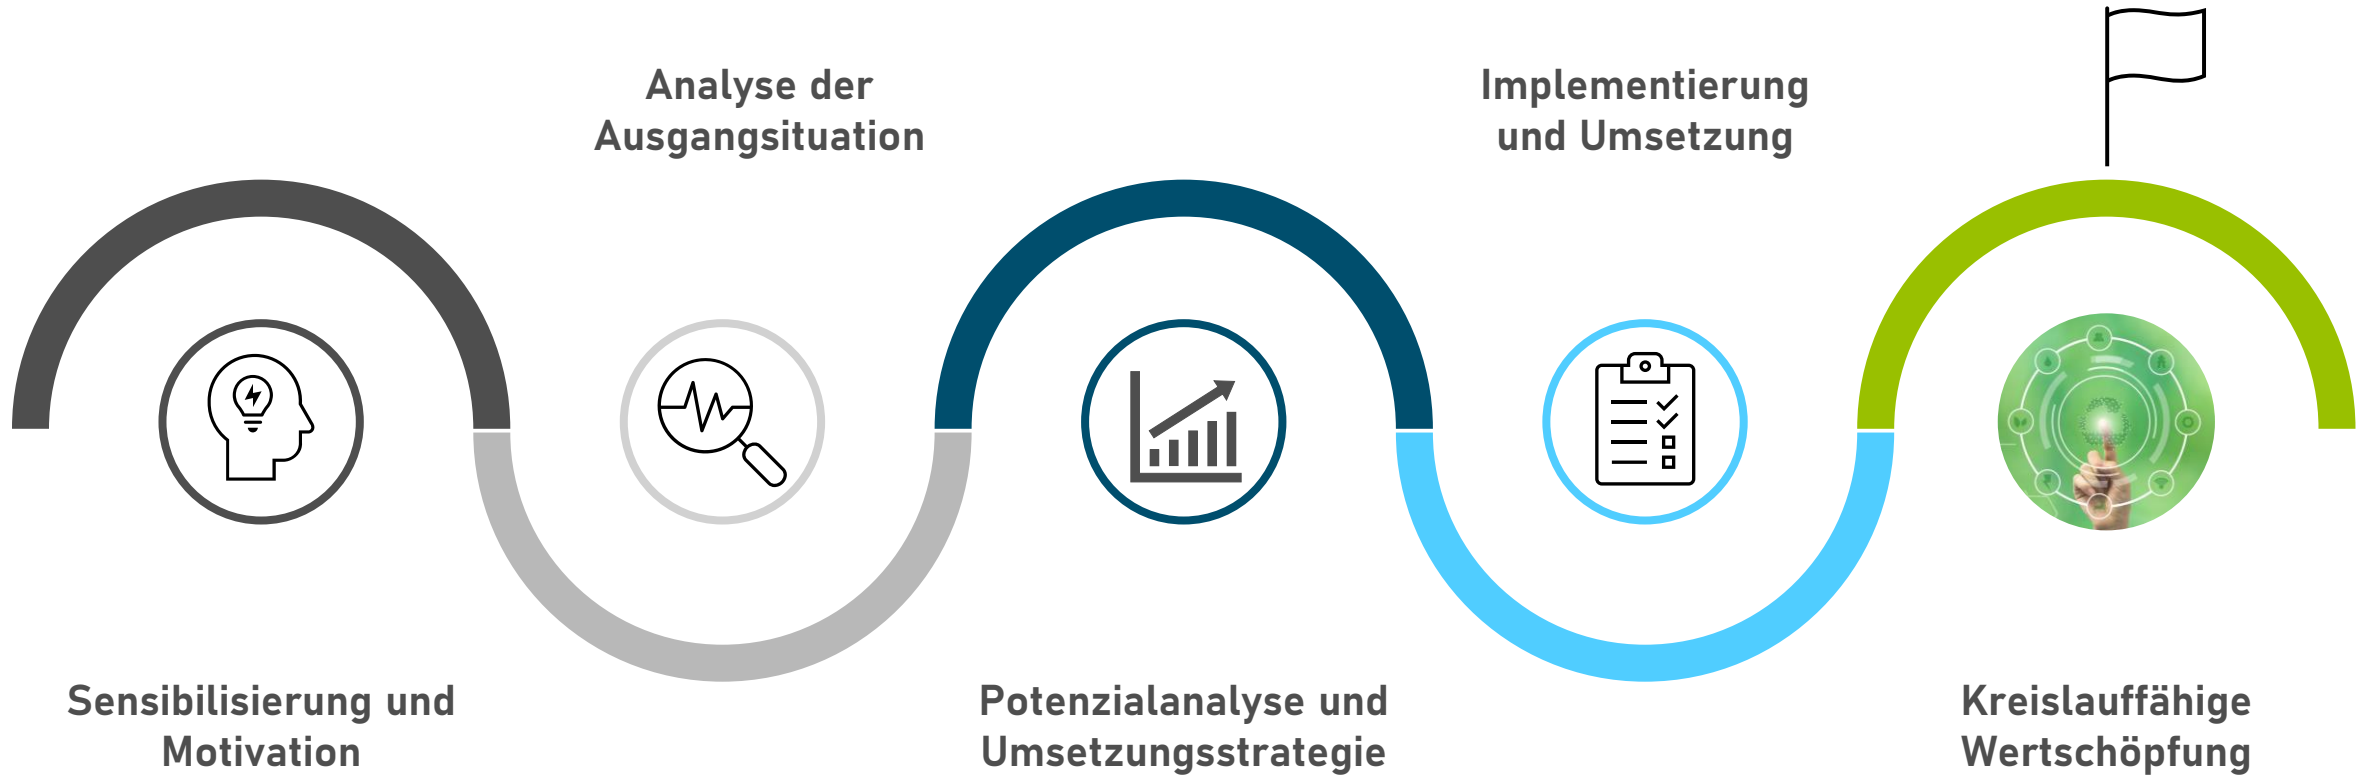 Sensibilisierung und
Motivation
Analyse der
Ausgangsituation
Potenzialanalyse und
Umsetzungsstrategie
Implementierung
und Umsetzung
Kreislauffähige
Wertschöpfung